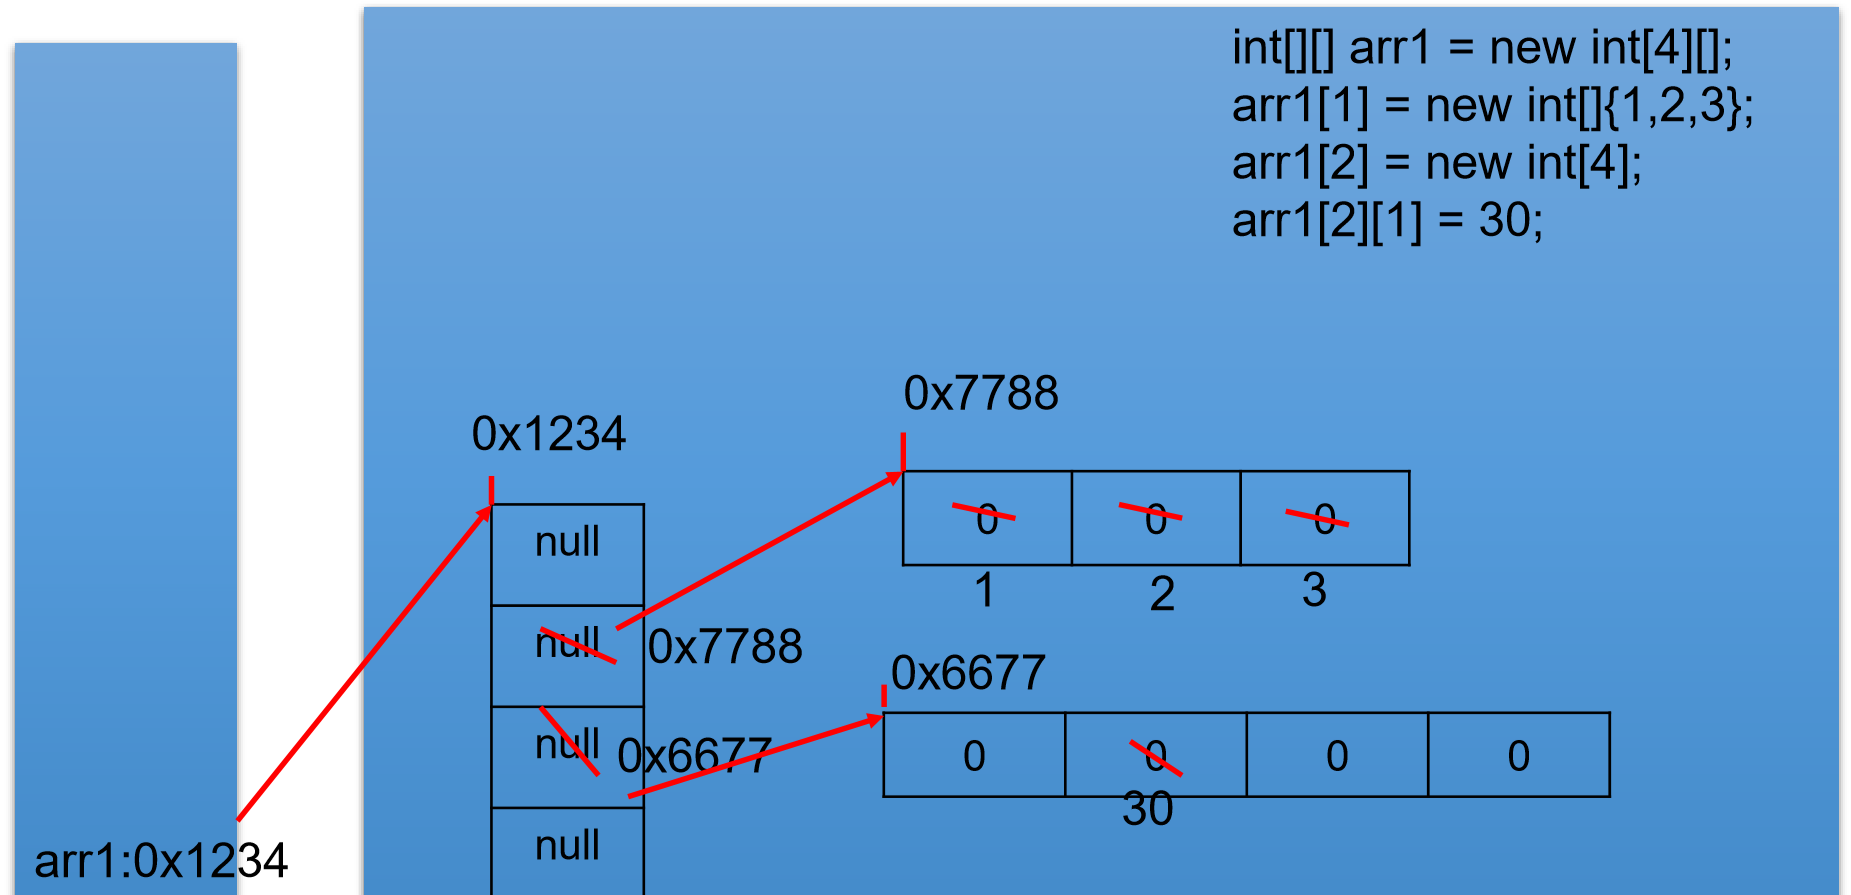 int[][] arr1 = new int[4][];
arr1[1] = new int[]{1,2,3};
arr1[2] = new int[4];
arr1[2][1] = 30;
0x7788
0x1234
0 0 0
null
1 2 3
null 0x7788
0x6677
null 0x6677
0 0 0 0
30
null
arr1:0x1234